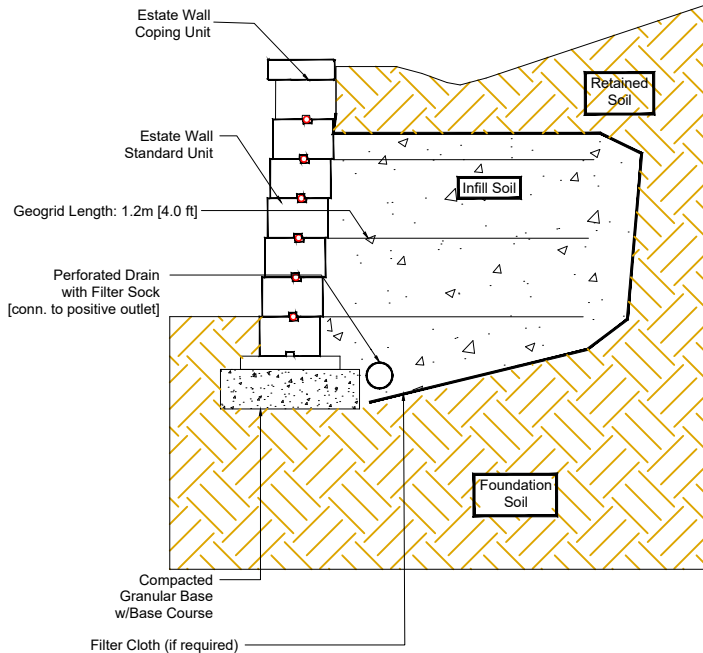 Estate Wall
Coping Unit
Retained
Soil
Estate Wall
Standard Unit
Infill Soil
Geogrid Length: 1.2m [4.0 ft]
Perforated Drain
with Filter Sock
[conn. to positive outlet]
Foundation
Soil
Compacted
Granular Base
w/Base Course
Filter Cloth (if required)